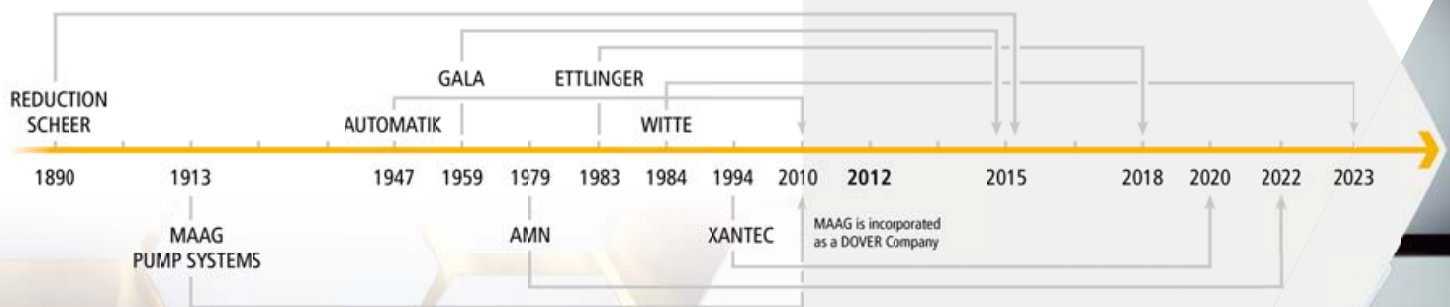 GALA
ETTLINGER
REDUCTION
SCHEER
AUTOMATIK
WITTE
1890
1913
1947
1959
1979
1983
1984
1994
2010
2012
2015
2018
2020
2022
2023
MAAG
PUMP SYSTEMS
AMN
XANTEC
MAAG is incorporated
as a DOVER Company